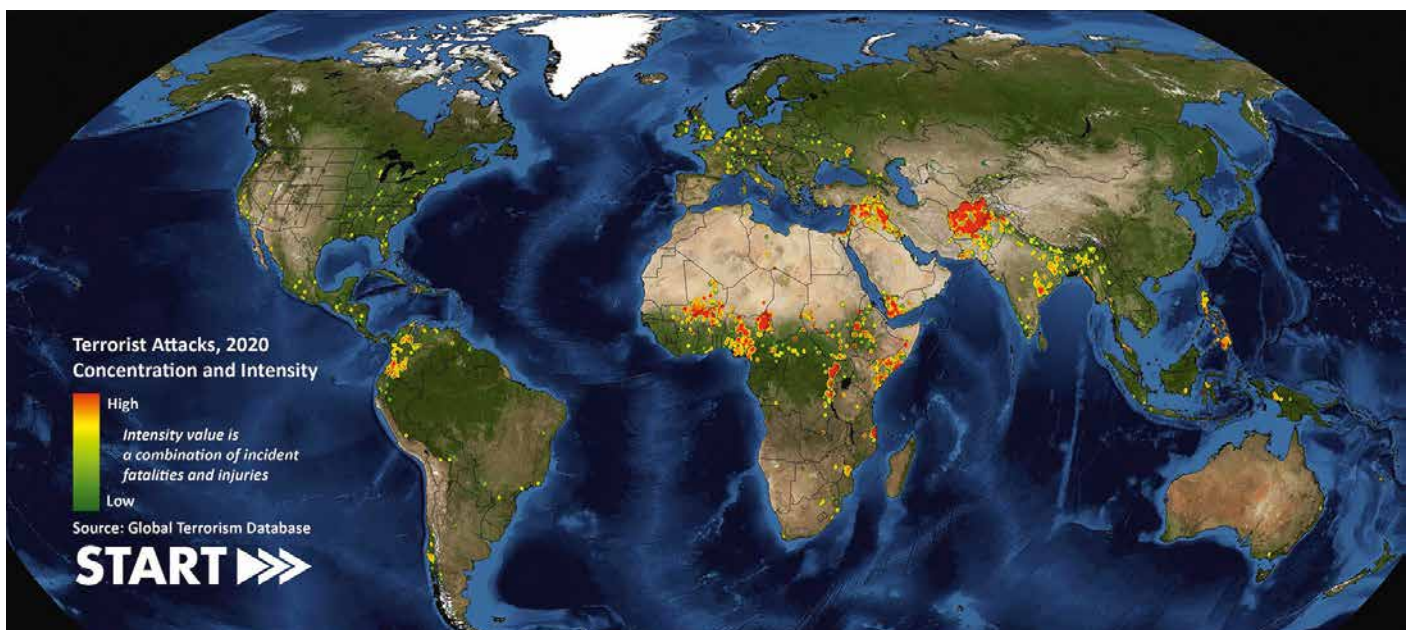 Terrorist Attacks, 2020
Concentration and Intensity
High
Intensity value is
a combination of incident
fatalities and injuries
Low
Source: Global Terrorism Database
START